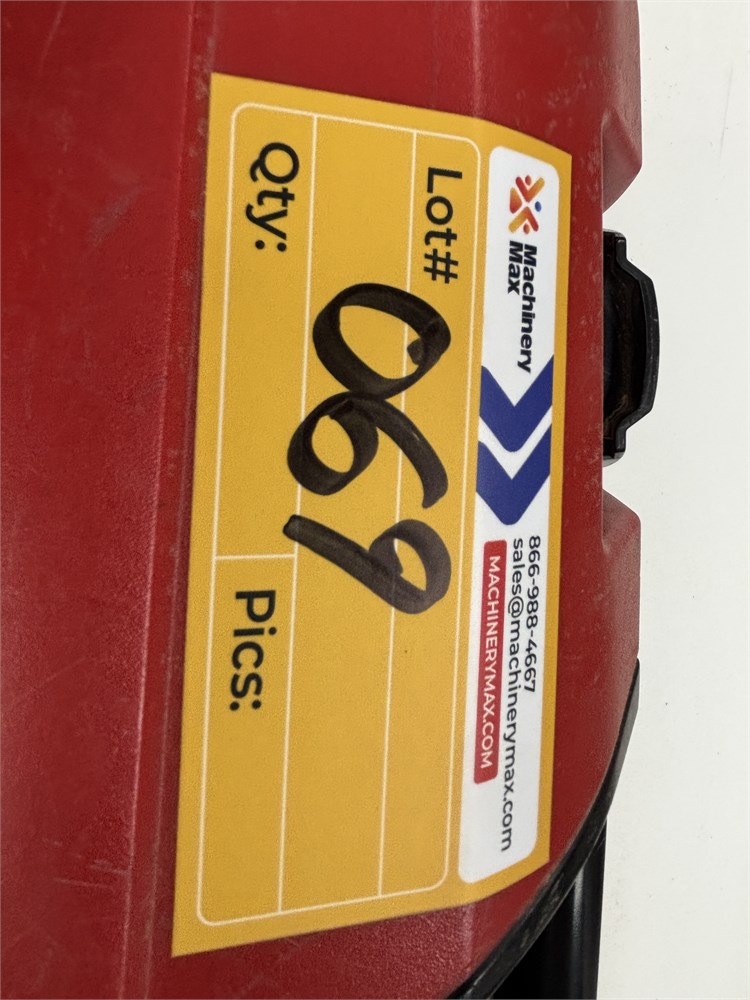 Machinery
Max
866-988-4667
sales@machinerymax.com
MACHINERYMAX.COM
Lot# 069
Qty:
Pics: